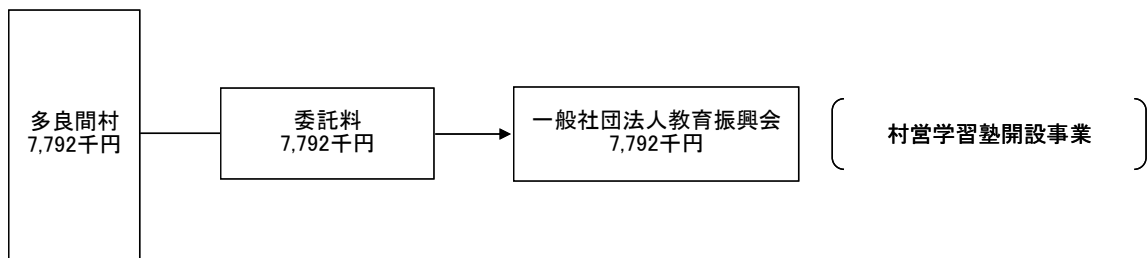 多良間村
7,792千円
委託料
7,792千円
一般社団法人教育振興会
7,792千円
村営学習塾開設事業